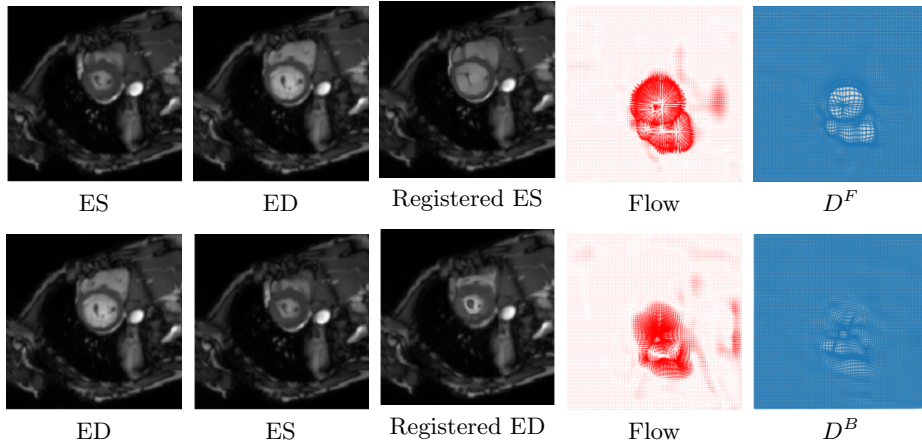 ES ED Registered ES Flow D^F
ED ES Registered ED Flow D^B